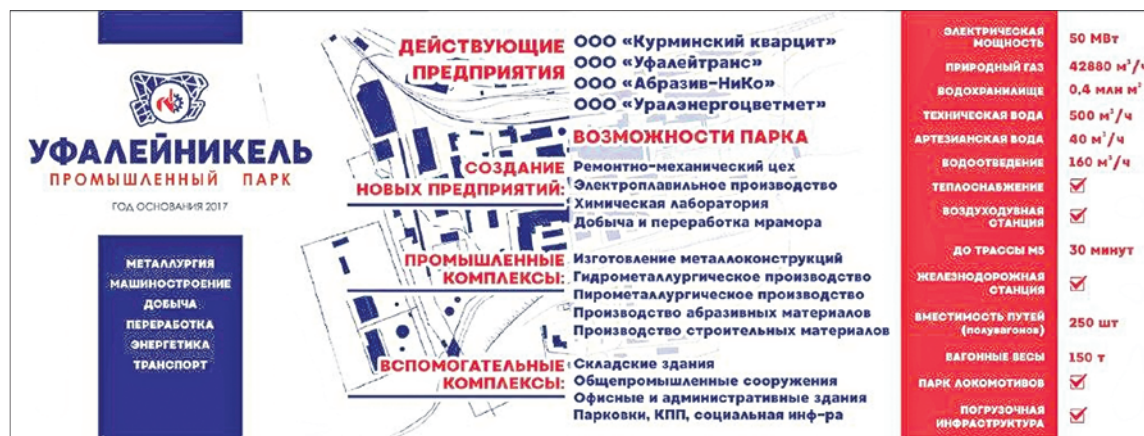 УФАЛЕЙНИКЕЛЬ
ПРОМЫШЛЕННЫЙ ПАРК
ГОД ОСНОВАНИЯ 2017
МЕТАЛЛУРГИЯ
МАШИНОСТРОЕНИЕ
ДОБЫЧА
ПЕРЕРАБОТКА
ЭНЕРГЕТИКА
ТРАНСПОРТ
ДЕЙСТВУЮЩИЕ
ПРЕДПРИЯТИЯ
ООО «Курминский кварцит»
ООО «Уфалейтранс»
ООО «Абразив-НиКо»
ООО «Уралэнергоцветмет»
ВОЗМОЖНОСТИ ПАРКА
СОЗДАНИЕ
НОВЫХ ПРЕДПРИЯТИЙ:
Ремонтно-механический цех
Электроплавильное производство
Химическая лаборатория
Добыча и переработка мрамора
ПРОМЫШЛЕННЫЕ
КОМПЛЕКСЫ:
Изготовление металлоконструкций
Гидрометаллургическое производство
Пирометаллургическое производство
Производство абразивных материалов
Производство строительных материалов
ВСПОМОГАТЕЛЬНЫЕ
КОМПЛЕКСЫ:
Складские здания
Общепромышленные сооружения
Офисные и административные здания
Парковки, КПП, социальная инф-ра
ЭЛЕКТРИЧЕСКАЯ
МОЩНОСТЬ 50 МВт
ПРИРОДНЫЙ ГАЗ 42880 м³/ч
ВОДОХРАНИЛИЩЕ 0,4 млн м³
ТЕХНИЧЕСКАЯ ВОДА 500 м³/ч
АРТЕЗИАНСКАЯ ВОДА 40 м³/ч
ВОДООТВЕДЕНИЕ 160 м³/ч
ТЕПЛОСНАБЖЕНИЕ
ВОЗДУХОДУВНАЯ
СТАНЦИЯ
ДО ТРАССЫ М5 30 минут
ЖЕЛЕЗНОДОРОЖНАЯ
СТАНЦИЯ
ВМЕСТИМОСТЬ ПУТЕЙ
(полувагонов) 250 шт
ВАГОННЫЕ ВЕСЫ 150 т
ПАРК ЛОКОМОТИВОВ
ПОГРУЗОЧНАЯ
ИНФРАСТРУКТУРА